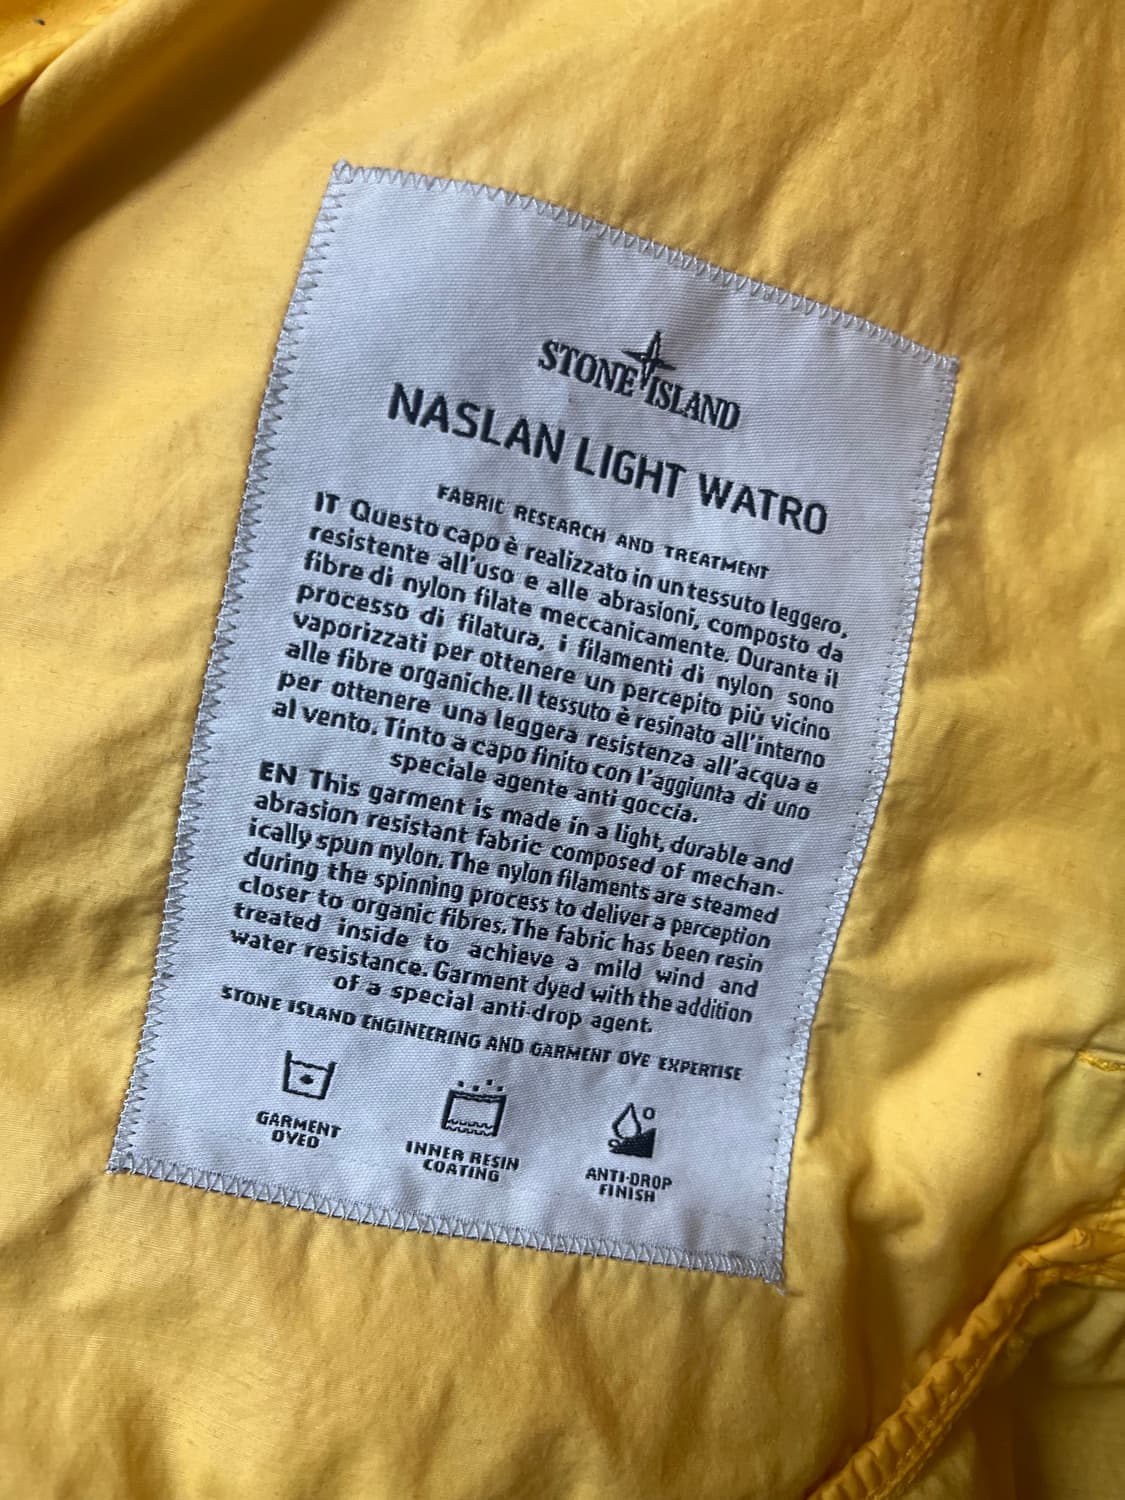 STONE ISLAND
NASLAN LIGHT WATRO
FABRIC RESEARCH AND TREATMENT
IT Questo capo è realizzato in un tessuto leggero,
resistente all'uso e alle abrasioni, composto da
fibre di nylon filate meccanicamente. Durante il
processo di filatura, i filamenti di nylon sono
vaporizzati per ottenere un percepito più vicino
alle fibre organiche. Il tessuto è resinato all'interno
per ottenere una leggera resistenza all'acqua e
al vento. Tinto a capo finito con l'aggiunta di uno
speciale agente anti goccia.
EN This garment is made in a light, durable and
abrasion resistant fabric composed of mechan-
ically spun nylon. The nylon filaments are steamed
during the spinning process to deliver a perception
closer to organic fibres. The fabric has been resin
treated inside to achieve a mild wind and
water resistance. Garment dyed with the addition
of a special anti-drop agent.
STONE ISLAND ENGINEERING AND GARMENT DYE EXPERTISE
GARMENT
DYED
INNER RESIN
COATING
ANTI-DROP
FINISH